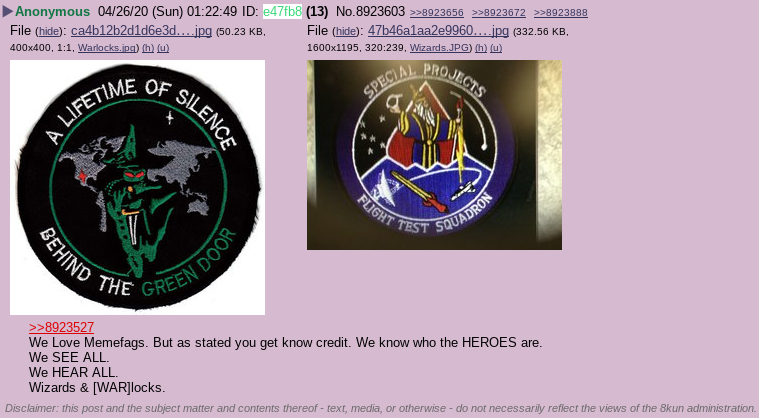 ▶Anonymous 04/26/20 (Sun) 01:22:49 ID: e47fb8 (13) No.8923603 >>8923656 >>8923672 >>8923888
File (hide): ca4b12b2d1d6e3d….jpg (50.23 KB, 400x400, 1:1, Warlocks.jpg) (h) (u)
File (hide): 47b46a1aa2e9960….jpg (332.56 KB, 1600x1195, 320:239, Wizards.JPG) (h) (u)
A LIFETIME OF SILENCE
BEHIND THE GREEN DOOR
SPECIAL PROJECTS
FLIGHT TEST SQUADRON
>>8923527
We Love Memefags. But as stated you get know credit. We know who the HEROES are.
We SEE ALL.
We HEAR ALL.
Wizards & [WAR]locks.
Disclaimer: this post and the subject matter and contents thereof - text, media, or otherwise - do not necessarily reflect the views of the 8kun administration.